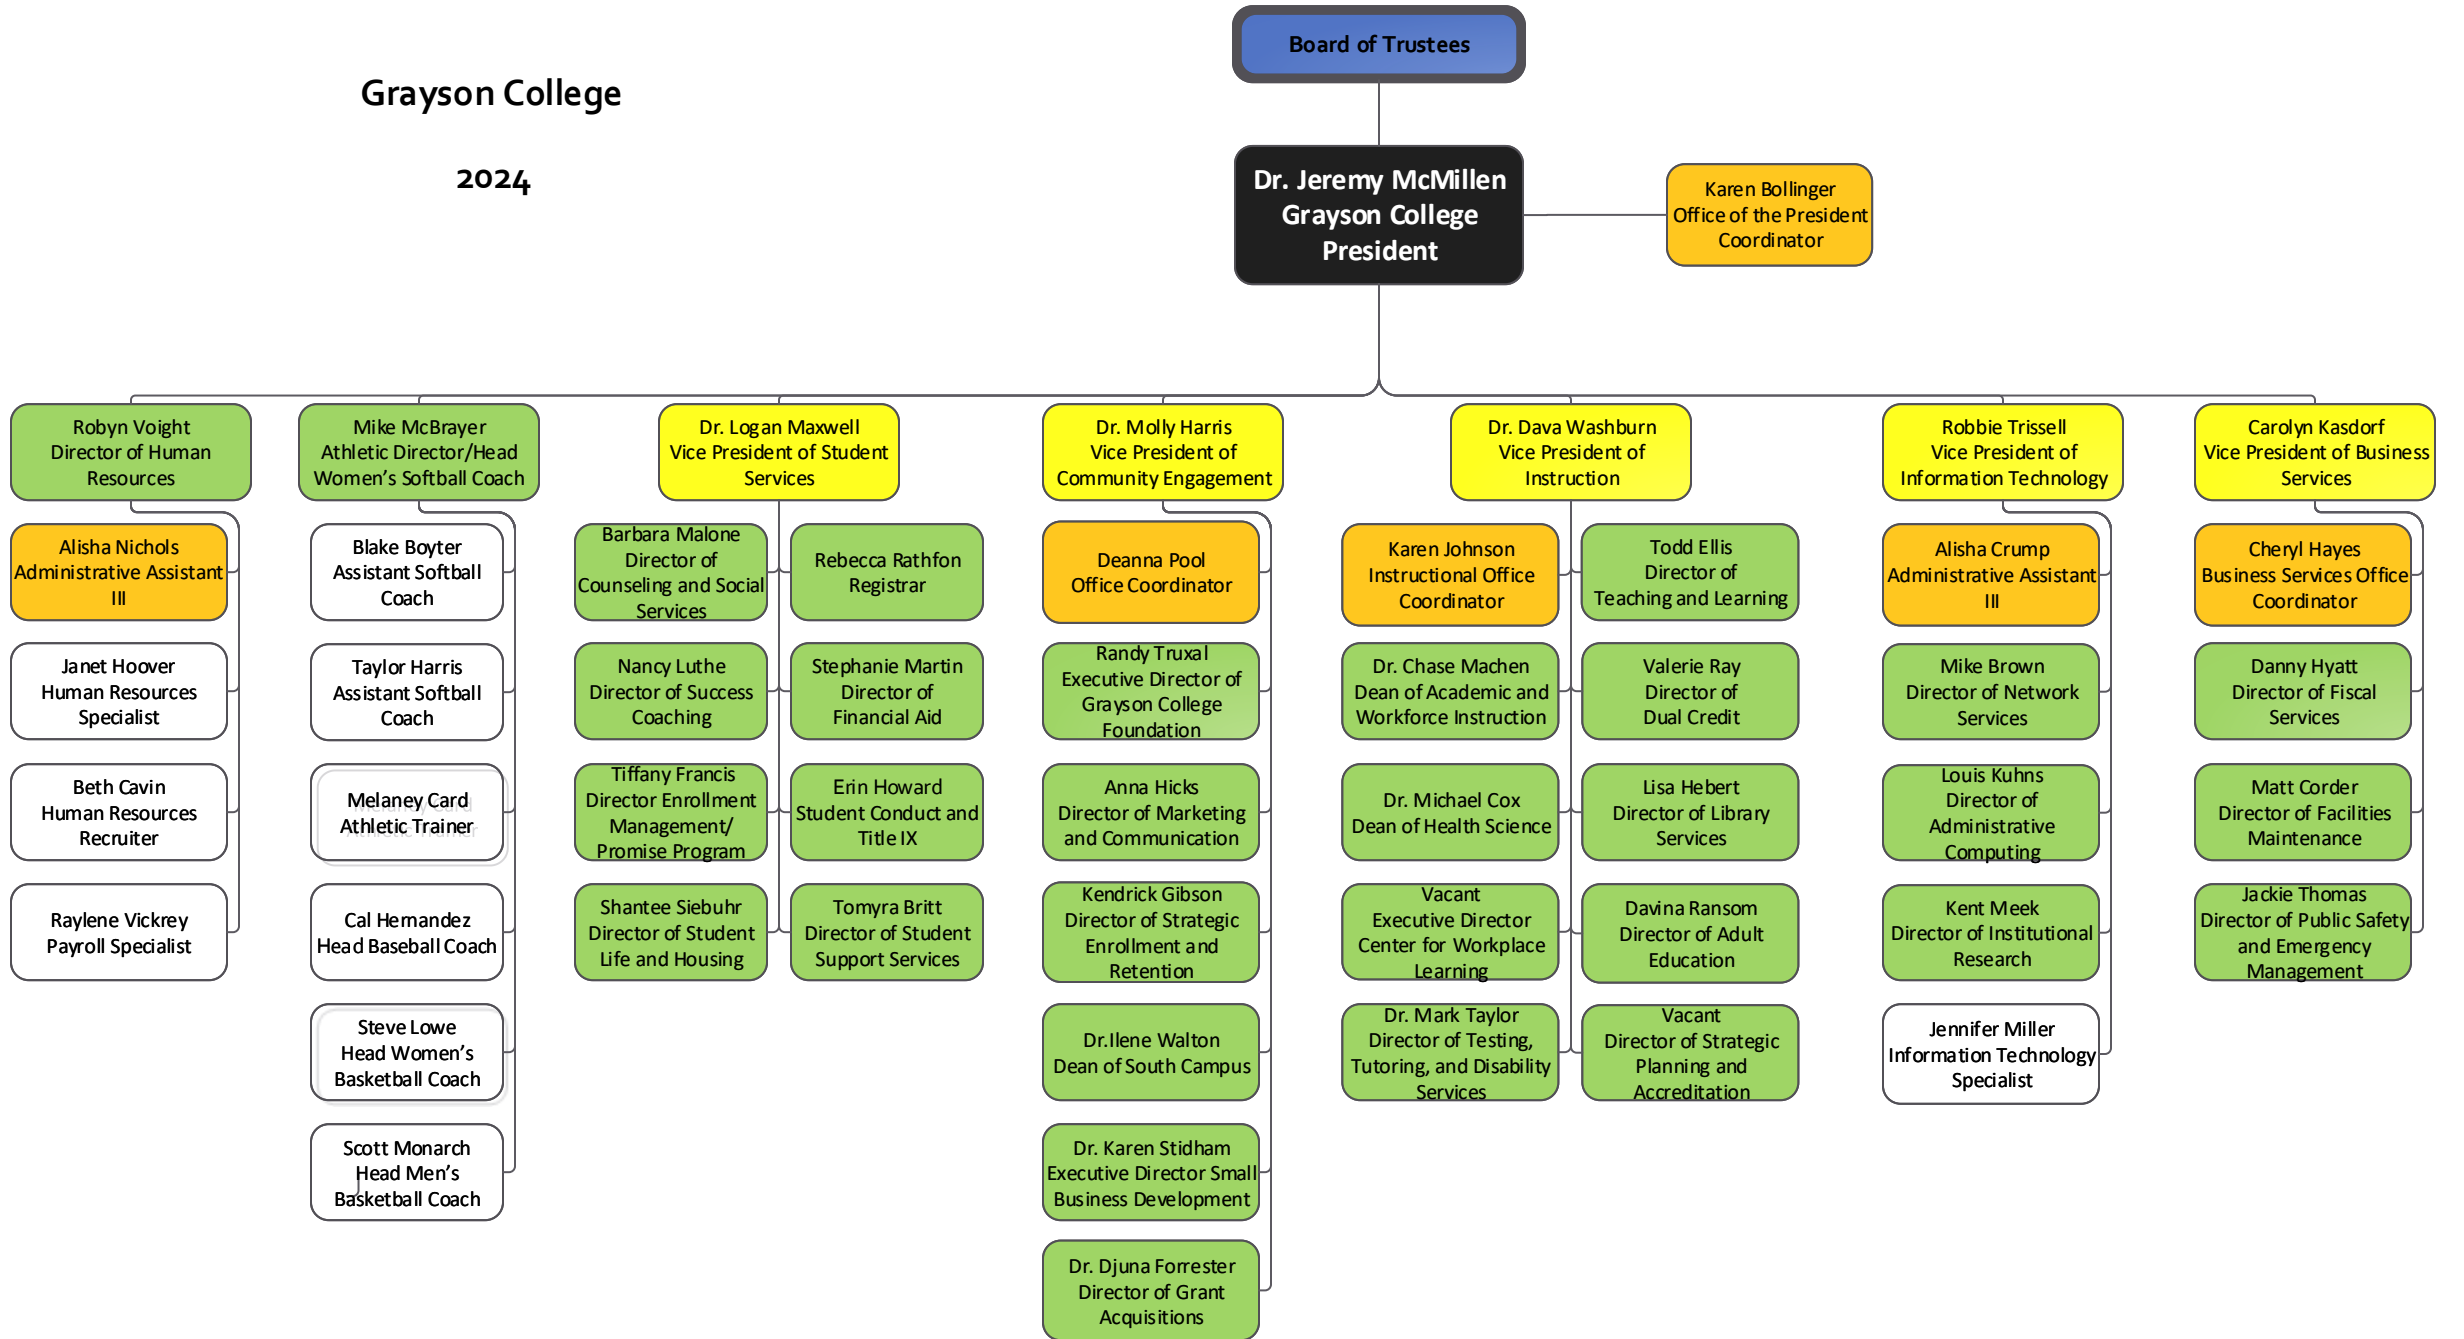 Board of Trustees
Grayson College
2024
Dr. Jeremy McMillen
Grayson College
President
Karen Bollinger
Office of the President
Coordinator
Robyn Voight
Director of Human
Resources
Alisha Nichols
Administrative Assistant
III
Janet Hoover
Human Resources
Specialist
Beth Cavin
Human Resources
Recruiter
Raylene Vickrey
Payroll Specialist
Mike McBrayer
Athletic Director/Head
Women’s Softball Coach
Blake Boyter
Assistant Softball
Coach
Taylor Harris
Assistant Softball
Coach
Melaney Card
Athletic Trainer
Cal Hernandez
Head Baseball Coach
Steve Lowe
Head Women’s
Basketball Coach
Scott Monarch
Head Men’s
Basketball Coach
Dr. Logan Maxwell
Vice President of Student
Services
Barbara Malone
Director of
Counseling and Social
Services
Nancy Luthe
Director of Success
Coaching
Tiffany Francis
Director Enrollment
Management/
Promise Program
Shantee Siebuhr
Director of Student
Life and Housing
Rebecca Rathfon
Registrar
Stephanie Martin
Director of
Financial Aid
Erin Howard
Student Conduct and
Title IX
Tomyra Britt
Director of Student
Support Services
Dr. Molly Harris
Vice President of
Community Engagement
Deanna Pool
Office Coordinator
Randy Truxal
Executive Director of
Grayson College
Foundation
Anna Hicks
Director of Marketing
and Communication
Kendrick Gibson
Director of Strategic
Enrollment and
Retention
Dr.Ilene Walton
Dean of South Campus
Dr. Karen Stidham
Executive Director Small
Business Development
Dr. Djuna Forrester
Director of Grant
Acquisitions
Dr. Dava Washburn
Vice President of
Instruction
Karen Johnson
Instructional Office
Coordinator
Dr. Chase Machen
Dean of Academic and
Workforce Instruction
Dr. Michael Cox
Dean of Health Science
Vacant
Executive Director
Center for Workplace
Learning
Dr. Mark Taylor
Director of Testing,
Tutoring, and Disability
Services
Todd Ellis
Director of
Teaching and Learning
Valerie Ray
Director of
Dual Credit
Lisa Hebert
Director of Library
Services
Davina Ransom
Director of Adult
Education
Vacant
Director of Strategic
Planning and
Accreditation
Robbie Trissell
Vice President of
Information Technology
Alisha Crump
Administrative Assistant
III
Mike Brown
Director of Network
Services
Louis Kuhns
Director of
Administrative
Computing
Kent Meek
Director of Institutional
Research
Jennifer Miller
Information Technology
Specialist
Carolyn Kasdorf
Vice President of Business
Services
Cheryl Hayes
Business Services Office
Coordinator
Danny Hyatt
Director of Fiscal
Services
Matt Corder
Director of Facilities
Maintenance
Jackie Thomas
Director of Public Safety
and Emergency
Management